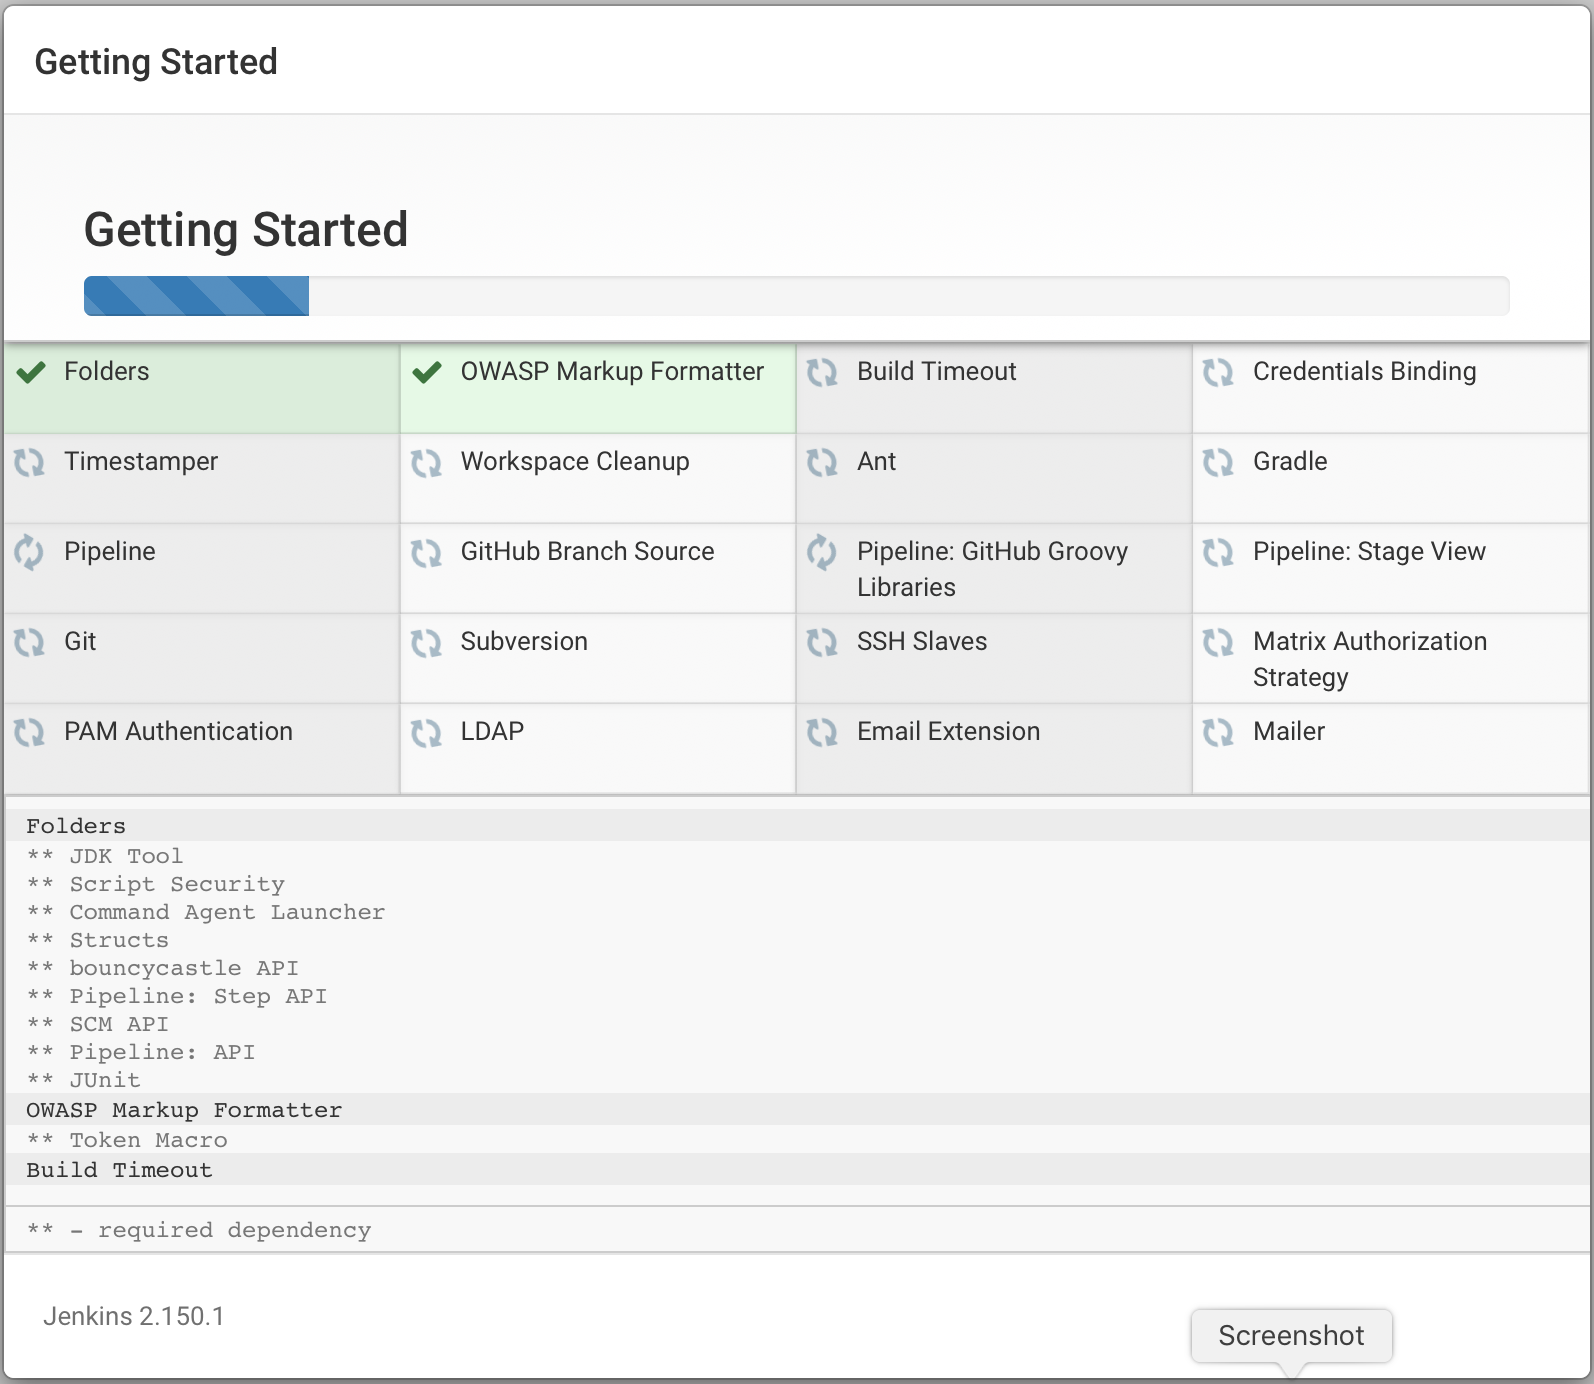 Getting Started
Getting Started
Folders
OWASP Markup Formatter
Build Timeout
Credentials Binding
Timestamper
Workspace Cleanup
Ant
Gradle
Pipeline
GitHub Branch Source
Pipeline: GitHub Groovy
Libraries
Pipeline: Stage View
Git
Subversion
SSH Slaves
Matrix Authorization
Strategy
PAM Authentication
LDAP
Email Extension
Mailer
Folders
** JDK Tool
** Script Security
** Command Agent Launcher
** Structs
** bouncycastle API
** Pipeline: Step API
** SCM API
** Pipeline: API
** JUnit
OWASP Markup Formatter
** Token Macro
Build Timeout
** - required dependency
Jenkins 2.150.1
Screenshot